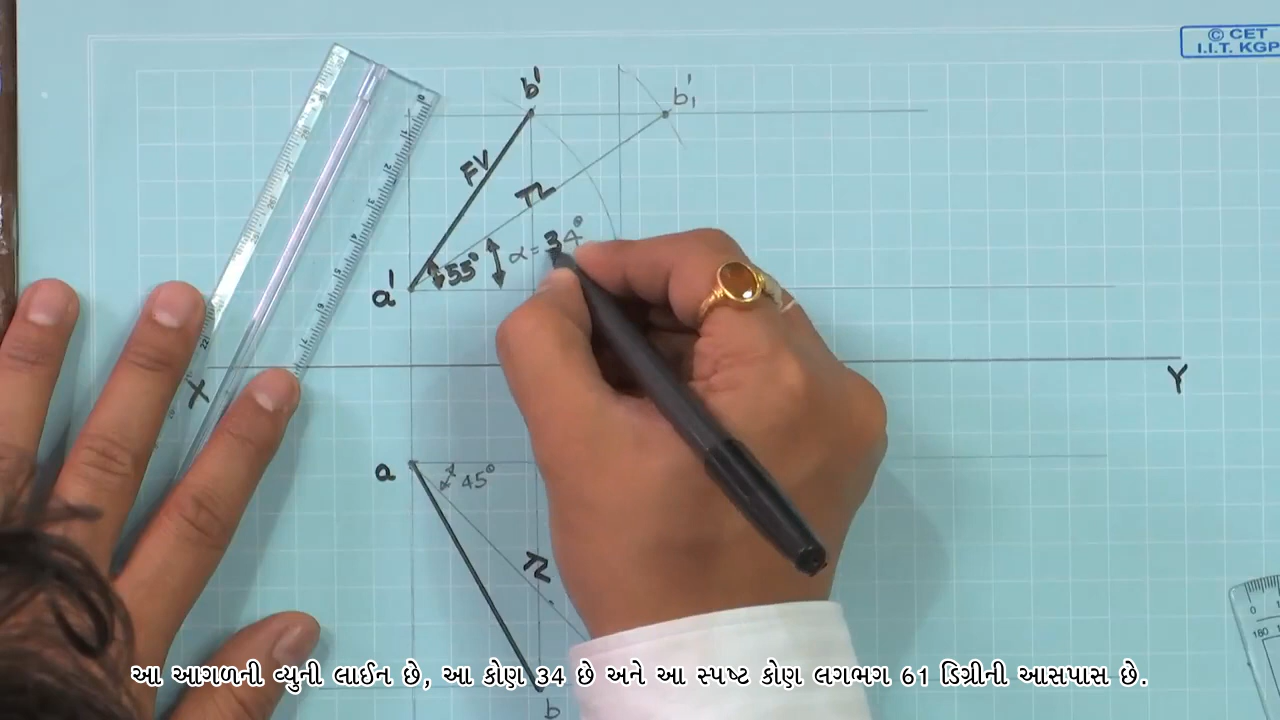 © CET
I.I.T. KGP
b'
b'₁
FV
TL
α = 34°
55°
a'
X
Y
a
45°
TL
b
આ આગળની વ્યુની લાઈન છે, આ કોણ 34 છે અને આ સ્પષ્ટ કોણ લગભગ 61 ડિગ્રીની આસપાસ છે.